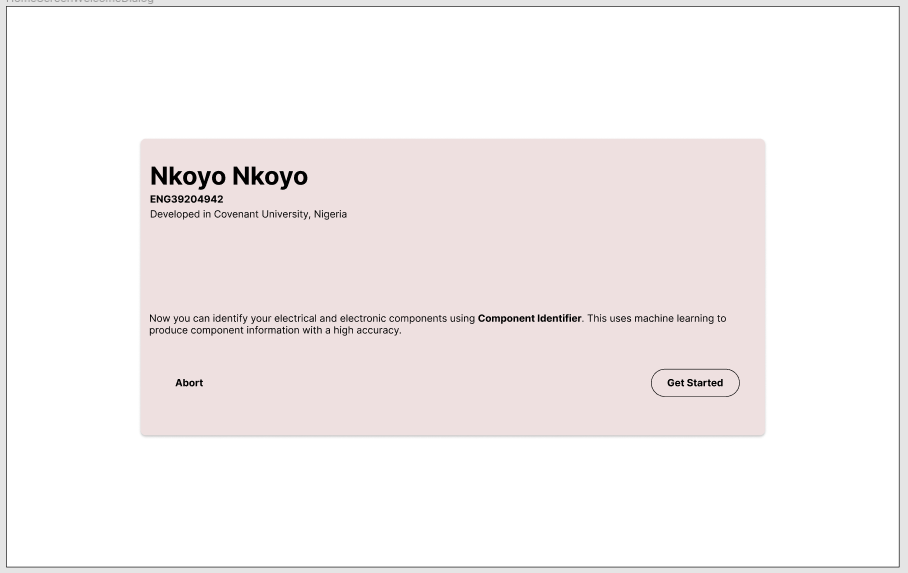 HomeScreenWelcomeDialog
Nkoyo Nkoyo
ENG39204942
Developed in Covenant University, Nigeria
Now you can identify your electrical and electronic components using Component Identifier. This uses machine learning to
produce component information with a high accuracy.
Abort
Get Started